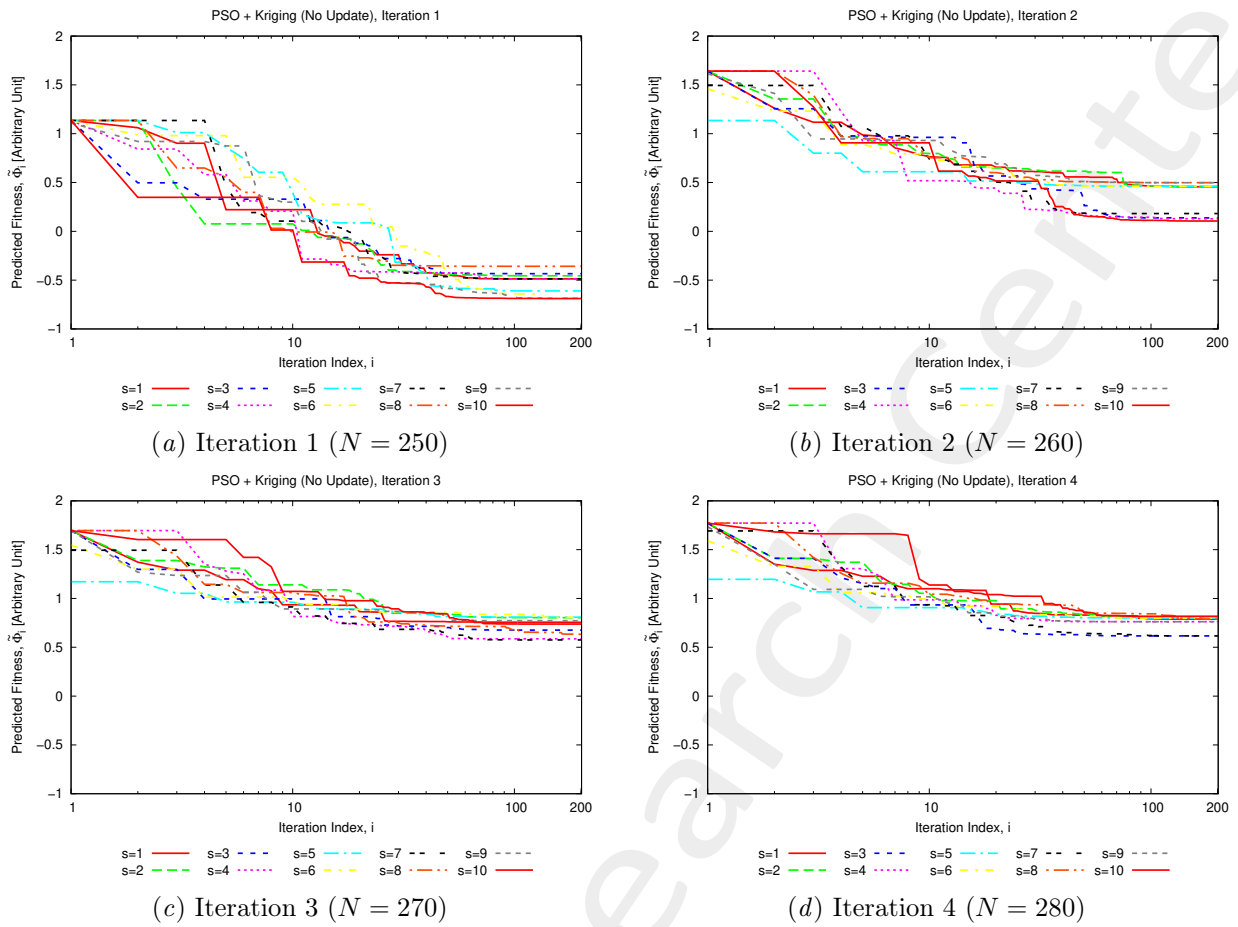 PSO + Kriging (No Update), Iteration 1
2
1.5
1
0.5
0
−0.5
−1
1
10
100
200
Predicted Fitness, Φ̃i [Arbitrary Unit]
Iteration Index, i
s=1 s=3 s=5 s=7 s=9
s=2 s=4 s=6 s=8 s=10
(a) Iteration 1 (N = 250)
PSO + Kriging (No Update), Iteration 2
2
1.5
1
0.5
0
−0.5
−1
1
10
100
200
Predicted Fitness, Φ̃i [Arbitrary Unit]
Iteration Index, i
s=1 s=3 s=5 s=7 s=9
s=2 s=4 s=6 s=8 s=10
(b) Iteration 2 (N = 260)
PSO + Kriging (No Update), Iteration 3
2
1.5
1
0.5
0
−0.5
−1
1
10
100
200
Predicted Fitness, Φ̃i [Arbitrary Unit]
Iteration Index, i
s=1 s=3 s=5 s=7 s=9
s=2 s=4 s=6 s=8 s=10
(c) Iteration 3 (N = 270)
PSO + Kriging (No Update), Iteration 4
2
1.5
1
0.5
0
−0.5
−1
1
10
100
200
Predicted Fitness, Φ̃i [Arbitrary Unit]
Iteration Index, i
s=1 s=3 s=5 s=7 s=9
s=2 s=4 s=6 s=8 s=10
(d) Iteration 4 (N = 280)
earch Cente